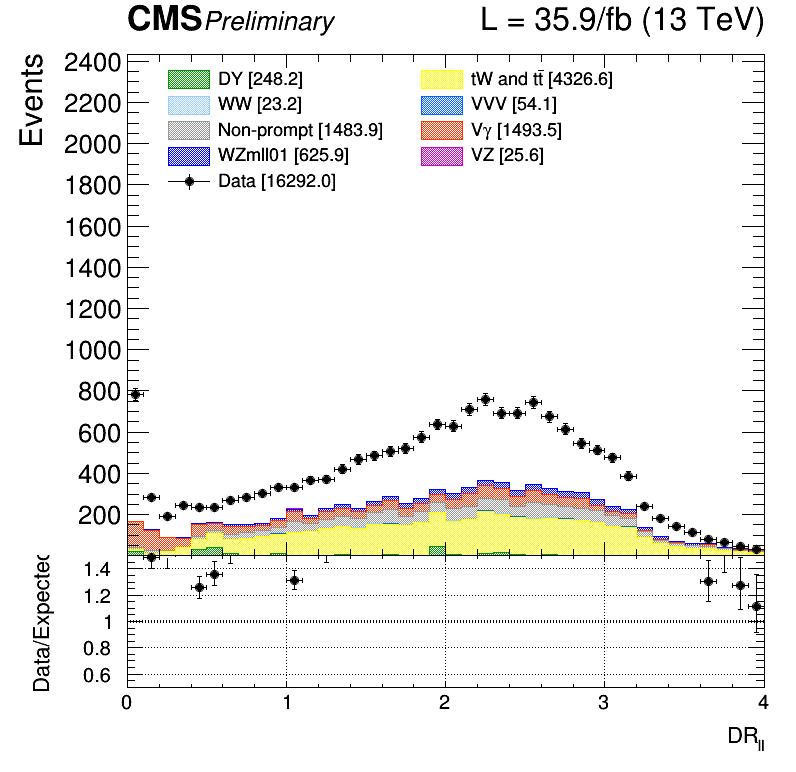 CMS Preliminary L = 35.9/fb (13 TeV)
Events
2400
2200
2000
1800
1600
1400
1200
1000
800
600
400
200
DY [248.2]
WW [23.2]
Non-prompt [1483.9]
WZmll01 [625.9]
Data [16292.0]
tW and tt̄ [4326.6]
VVV [54.1]
Vγ [1493.5]
VZ [25.6]
Data/Expected
1.4
1.2
1
0.8
0.6
0 1 2 3 4
DR_ll